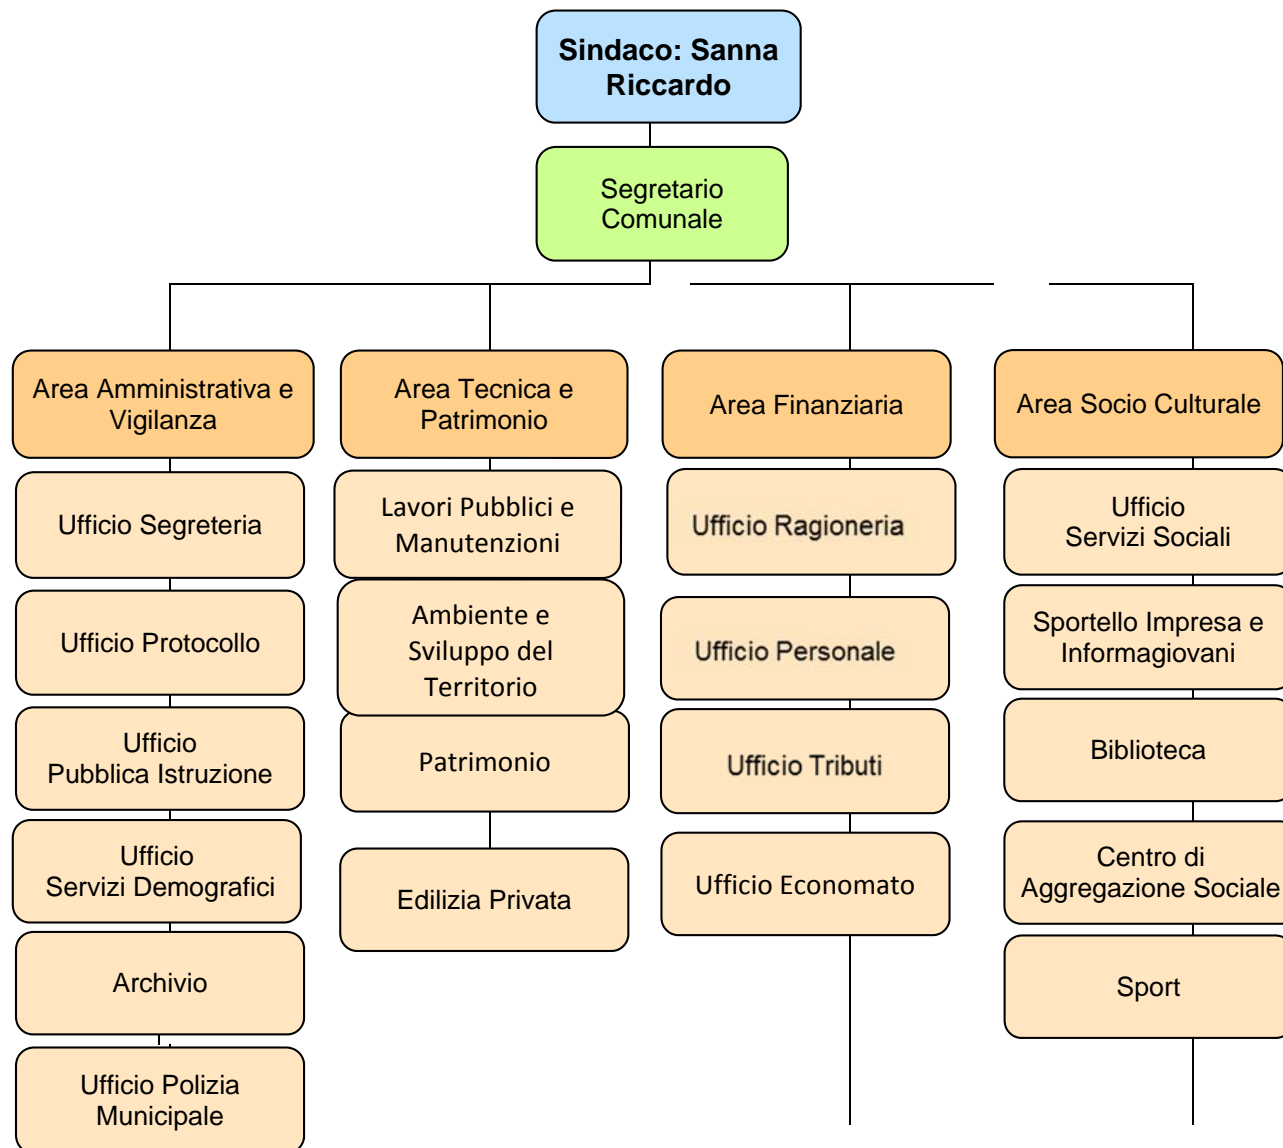 Sindaco: Sanna
Riccardo
Segretario
Comunale
Area Amministrativa e
Vigilanza
Area Tecnica e
Patrimonio
Area Finanziaria
Area Socio Culturale
Ufficio Segreteria
Ufficio Protocollo
Ufficio
Pubblica Istruzione
Ufficio
Servizi Demografici
Archivio
Ufficio Polizia
Municipale
Lavori Pubblici e
Manutenzioni
Ambiente e
Sviluppo del
Territorio
Patrimonio
Edilizia Privata
Ufficio Ragioneria
Ufficio Personale
Ufficio Tributi
Ufficio Economato
Ufficio
Servizi Sociali
Sportello Impresa e
Informagiovani
Biblioteca
Centro di
Aggregazione Sociale
Sport